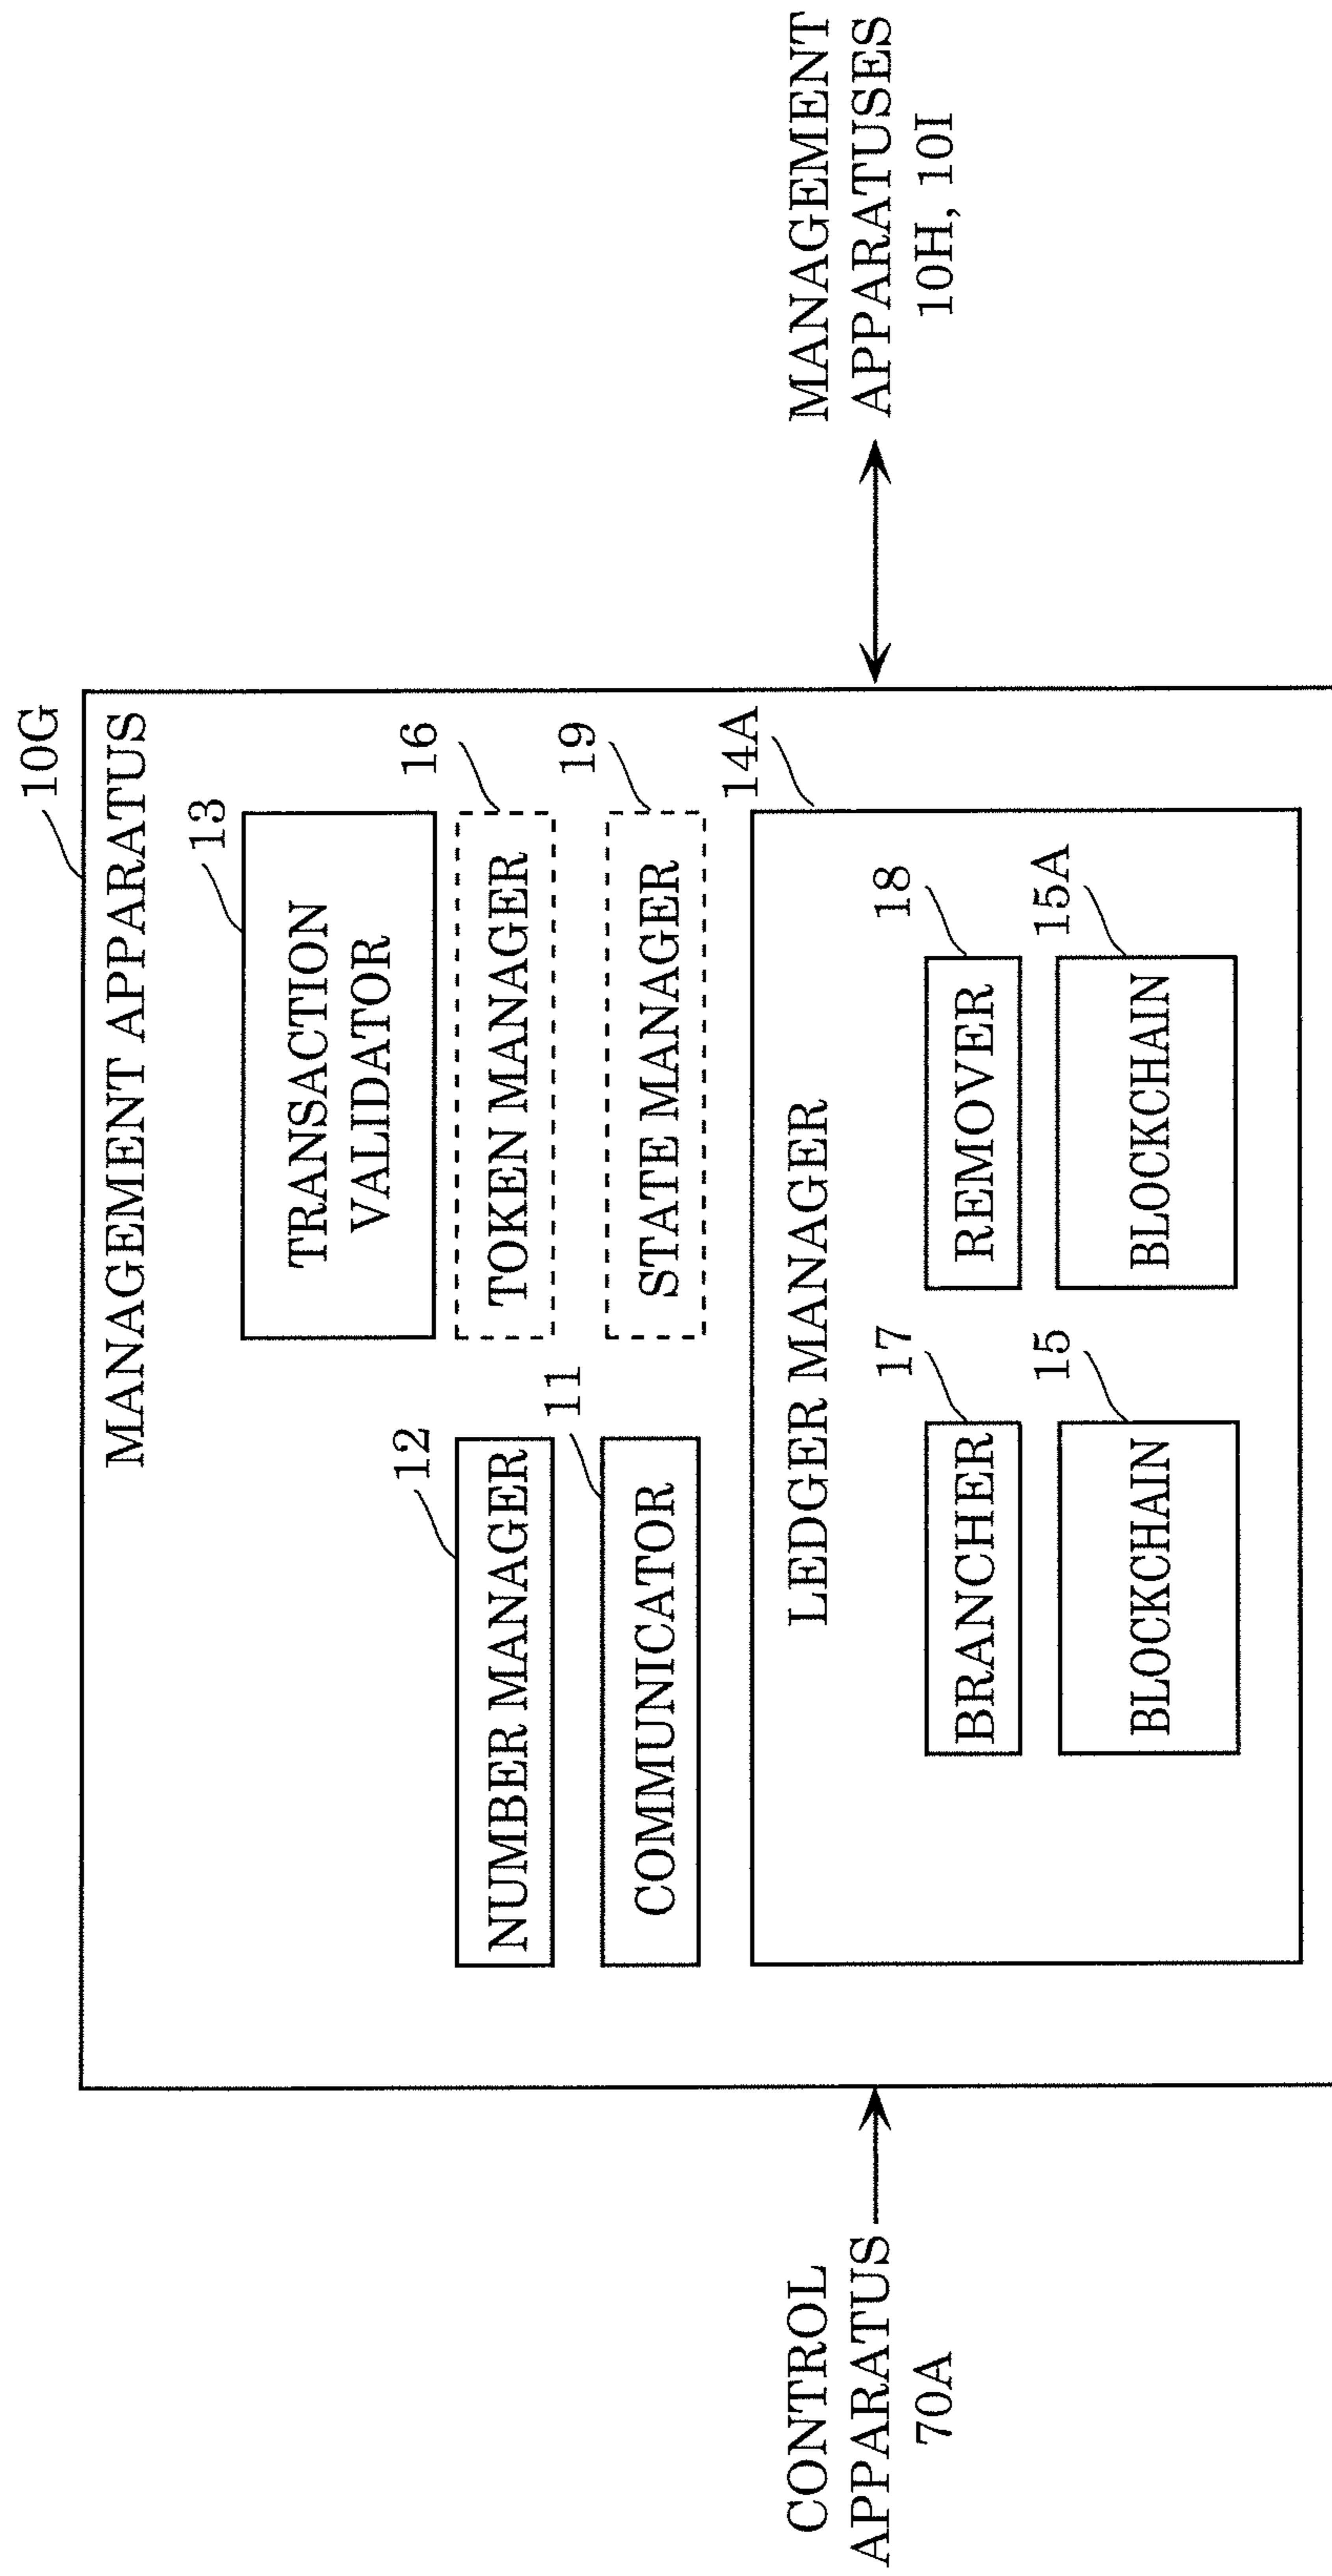 10G
MANAGEMENT APPARATUS
13
TRANSACTION
VALIDATOR
12
NUMBER MANAGER
16
TOKEN MANAGER
11
COMMUNICATOR
19
STATE MANAGER
14A
LEDGER MANAGER
17
BRANCHER
18
REMOVER
15
BLOCKCHAIN
15A
BLOCKCHAIN
CONTROL
APPARATUS
70A
MANAGEMENT
APPARATUSES
10H, 10I